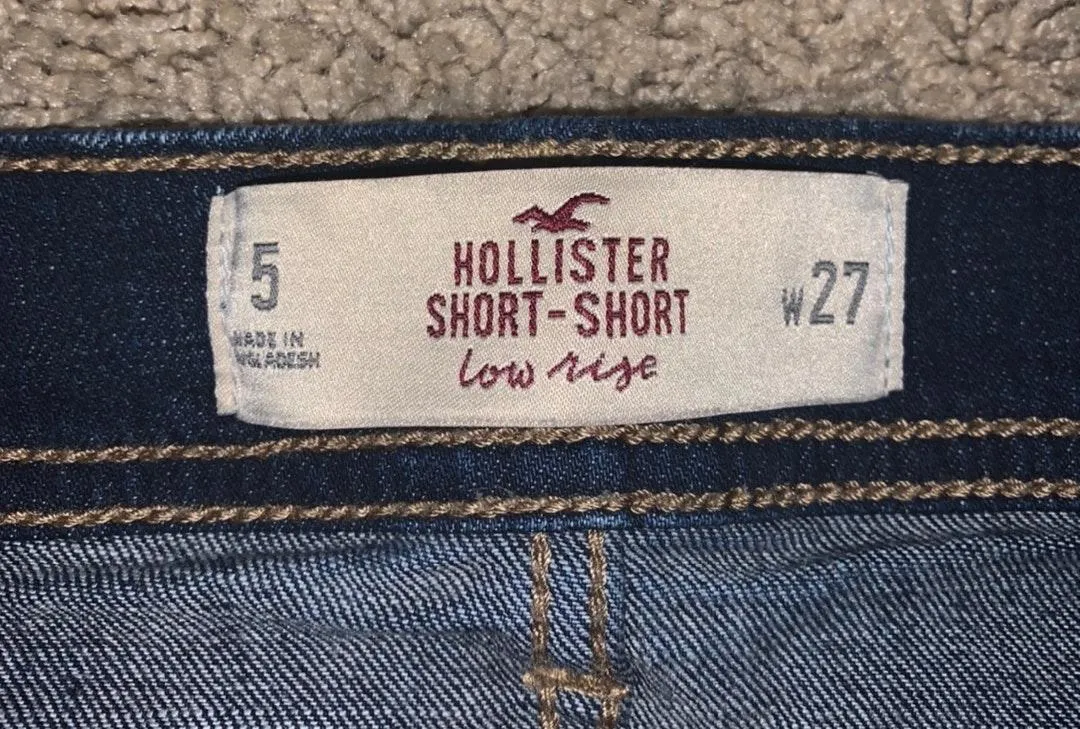 5
MADE IN
BANGLADESH
HOLLISTER
SHORT-SHORT
low rise
W27